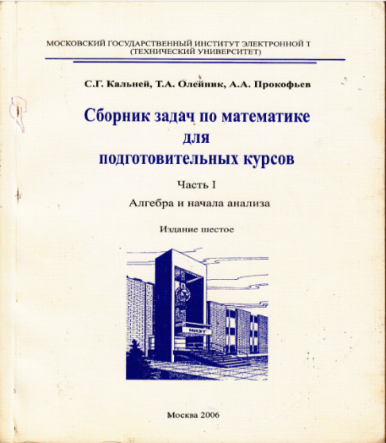 МОСКОВСКИЙ ГОСУДАРСТВЕННЫЙ ИНСТИТУТ ЭЛЕКТРОННОЙ Т
(ТЕХНИЧЕСКИЙ УНИВЕРСИТЕТ)
С.Г. Кальней, Т.А. Олейник, А.А. Прокофьев
Сборник задач по математике
для
подготовительных курсов
Часть I
Алгебра и начала анализа
Издание шестое
Москва 2006